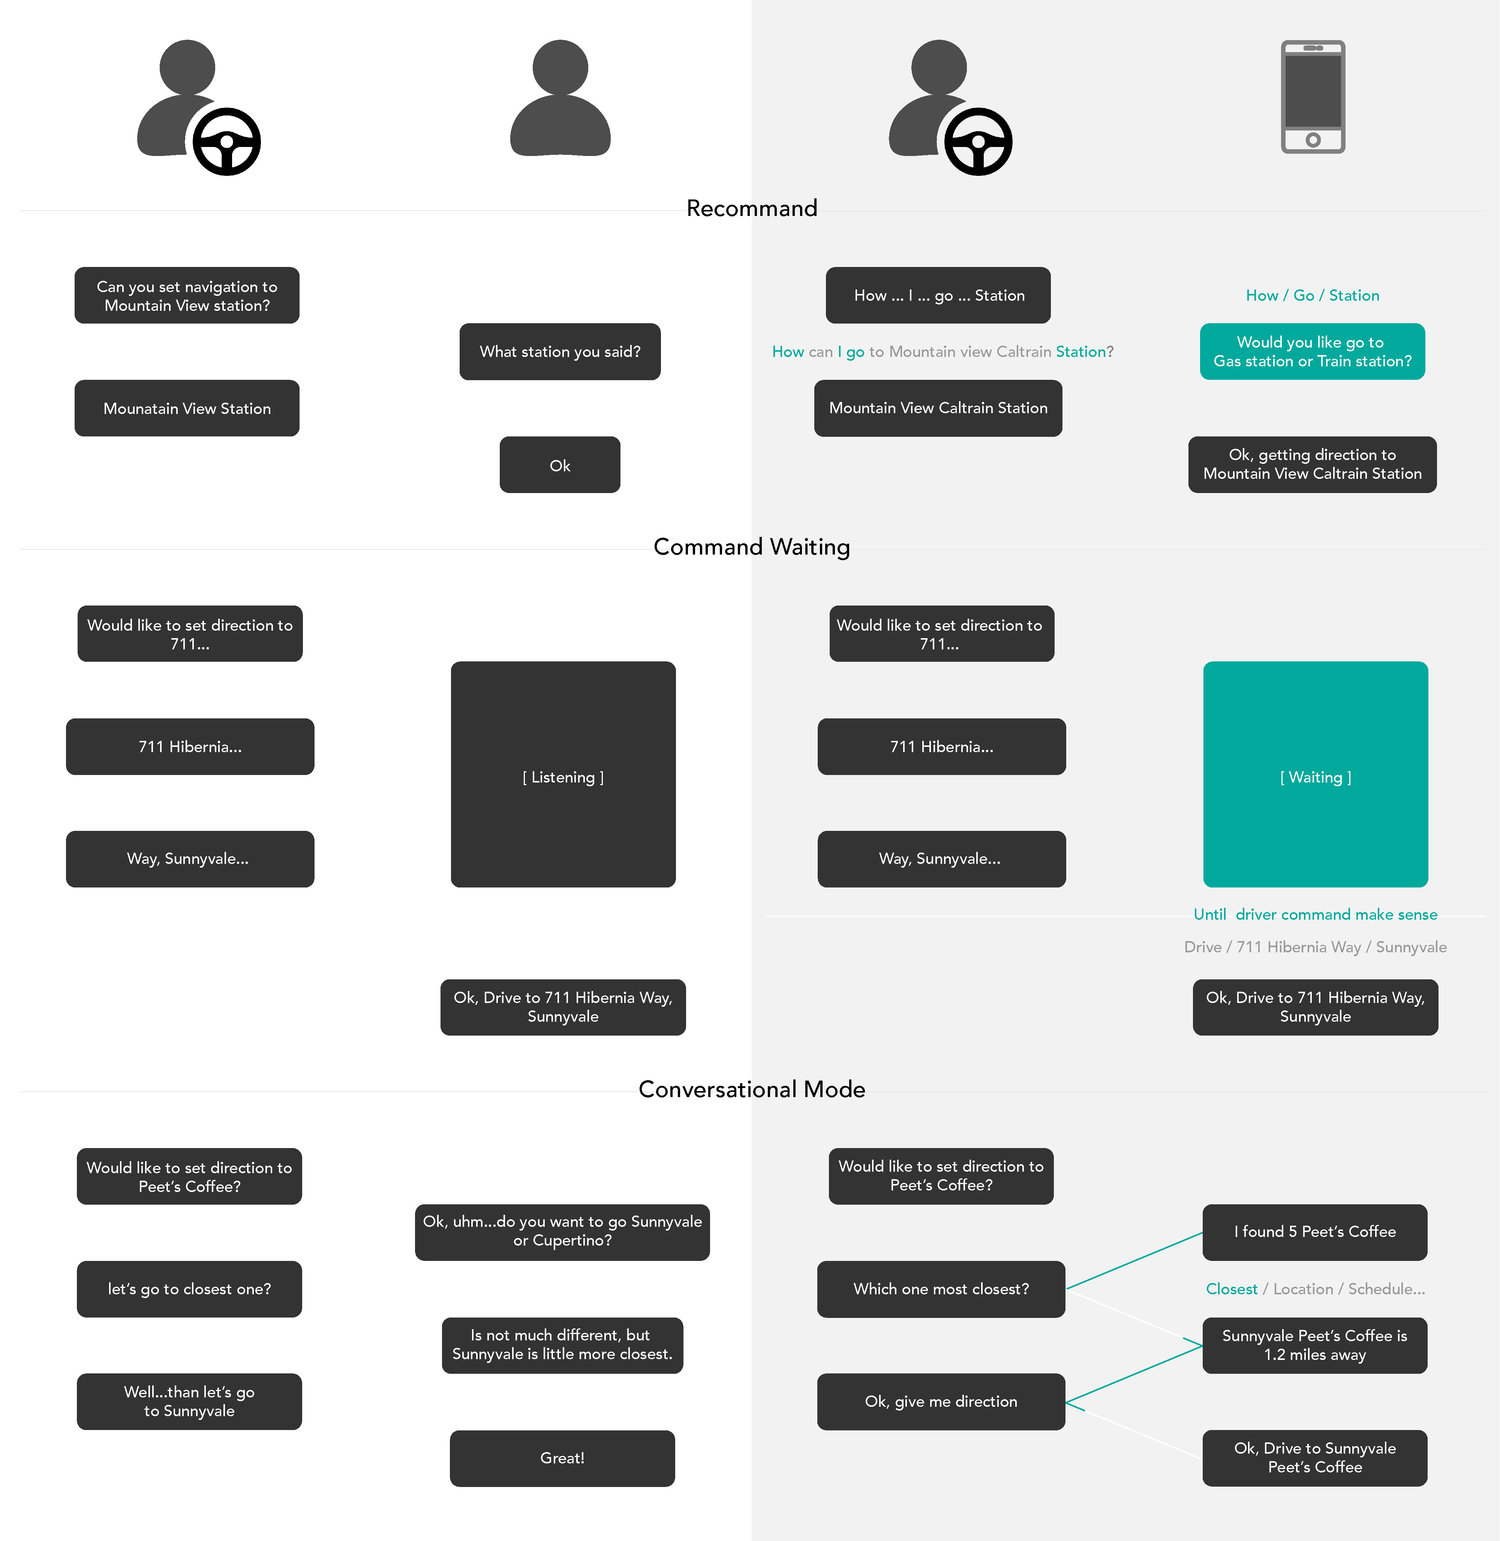 Recommand
Can you set navigation to
Mountain View station?
What station you said?
Mounatain View Station
Ok
How ... I ... go ... Station
How / Go / Station
How can I go to Mountain view Caltrain Station?
Would you like go to
Gas station or Train station?
Mountain View Caltrain Station
Ok, getting direction to
Mountain View Caltrain Station
Command Waiting
Would like to set direction to
711...
[ Listening ]
711 Hibernia...
Way, Sunnyvale...
Ok, Drive to 711 Hibernia Way,
Sunnyvale
Would like to set direction to
711...
711 Hibernia...
[ Waiting ]
Way, Sunnyvale...
Until driver command make sense
Drive / 711 Hibernia Way / Sunnyvale
Ok, Drive to 711 Hibernia Way,
Sunnyvale
Conversational Mode
Would like to set direction to
Peet's Coffee?
Ok, uhm...do you want to go Sunnyvale
or Cupertino?
let's go to closest one?
Is not much different, but
Sunnyvale is little more closest.
Well...than let's go
to Sunnyvale
Great!
Would like to set direction to
Peet's Coffee?
I found 5 Peet's Coffee
Which one most closest?
Closest / Location / Schedule...
Sunnyvale Peet's Coffee is
1.2 miles away
Ok, give me direction
Ok, Drive to Sunnyvale
Peet's Coffee